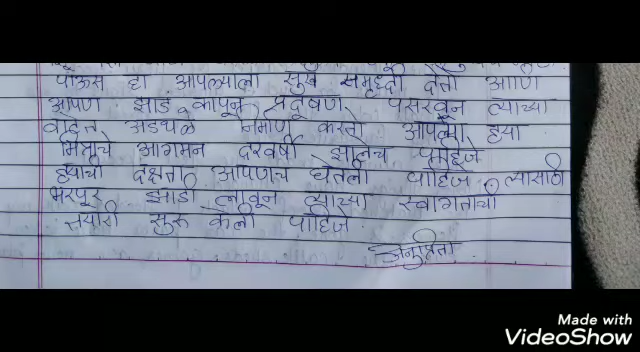 पाऊस हा आपल्याला सुख समृद्धी देतो आणि
आपण झाडे कापून प्रदूषण पसरवून त्याच्या
वाटेत अडथळे निर्माण करतो आपल्या ह्या
मित्राचे आगमन दरवर्षी झालेच पाहिजे
ह्याची दक्षता आपणच घेतली पाहिजे त्यासाठी
भरपूर झाडी लावून त्याच्या स्वागताची
तयारी सुरू केली पाहिजे
Made with
VideoShow